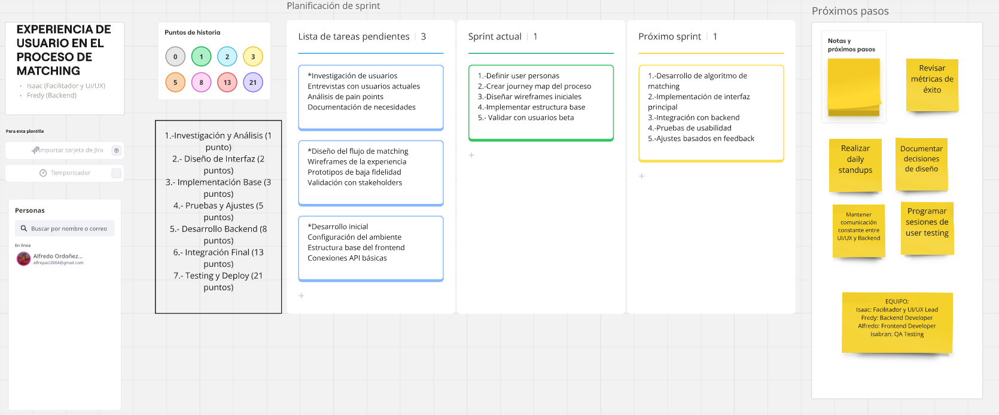 Planificación de sprint
Próximos pasos
EXPERIENCIA DE
USUARIO EN EL
PROCESO DE
MATCHING
• Isaac (Facilitador y UI/UX)
• Fredy (Backend)
Para esta plantilla
Importar tarjeta de Jira
Temporizador
Personas
Buscar por nombre o correo
En línea
Alfredo Ordoñez...
alfrepaci2004@gmail.com
Puntos de historia
0
1
2
3
5
8
13
21
1.-Investigación y Análisis (1
punto)
2.- Diseño de Interfaz (2
puntos)
3.- Implementación Base (3
puntos)
4.- Pruebas y Ajustes (5
puntos)
5.- Desarrollo Backend (8
puntos)
6.- Integración Final (13
puntos)
7.- Testing y Deploy (21
puntos)
Lista de tareas pendientes | 3
*Investigación de usuarios
Entrevistas con usuarios actuales
Análisis de pain points
Documentación de necesidades
*Diseño del flujo de matching
Wireframes de la experiencia
Prototipos de baja fidelidad
Validación con stakeholders
*Desarrollo inicial
Configuración del ambiente
Estructura base del frontend
Conexiones API básicas
+
Sprint actual | 1
1.-Definir user personas
2.-Crear journey map del proceso
3.-Diseñar wireframes iniciales
4.-Implementar estructura base
5.- Validar con usuarios beta
+
Próximo sprint | 1
1.-Desarrollo de algoritmo de
matching
2.-Implementación de interfaz
principal
3.-Integración con backend
4.-Pruebas de usabilidad
5.-Ajustes basados en feedback
+
Notas y
próximos pasos
Revisar
métricas de
éxito
Realizar
daily
standups
Documentar
decisiones
de diseño
Mantener
comunicación
constante entre
UI/UX y Backend
Programar
sesiones de
user testing
EQUIPO:
Isaac: Facilitador y UI/UX Lead
Fredy: Backend Developer
Alfredo: Frontend Developer
Isabran: QA Testing